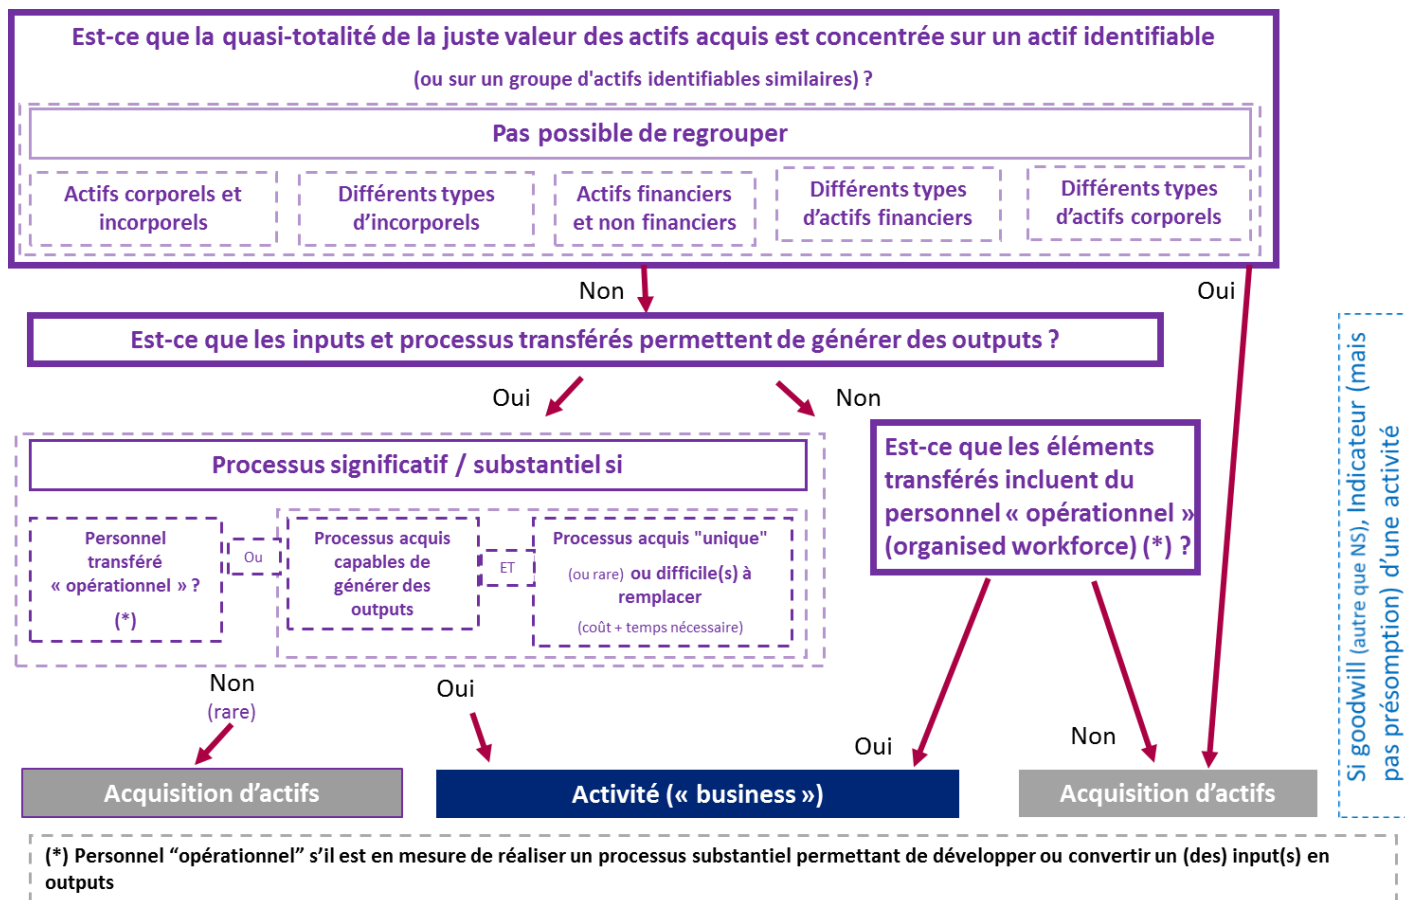 Est-ce que la quasi-totalité de la juste valeur des actifs acquis est concentrée sur un actif identifiable
(ou sur un groupe d'actifs identifiables similaires) ?
Pas possible de regrouper
Actifs corporels et
incorporels
Différents types
d’incorporels
Actifs financiers
et non financiers
Différents types
d’actifs financiers
Différents types
d’actifs corporels
Non
Oui
Est-ce que les inputs et processus transférés permettent de générer des outputs ?
Oui
Non
Processus significatif / substantiel si
Personnel
transféré
« opérationnel » ?
(*)
Ou
Processus acquis
capables de
générer des
outputs
ET
Processus acquis "unique"
(ou rare) ou difficile(s) à
remplacer
(coût + temps nécessaire)
Est-ce que les éléments
transférés incluent du
personnel « opérationnel »
(organised workforce) (*) ?
Non
(rare)
Oui
Oui
Non
Acquisition d’actifs
Activité (« business »)
Acquisition d’actifs
Si goodwill (autre que NS), Indicateur (mais
pas présomption) d’une activité
(*) Personnel “opérationnel” s’il est en mesure de réaliser un processus substantiel permettant de développer ou convertir un (des) input(s) en
outputs